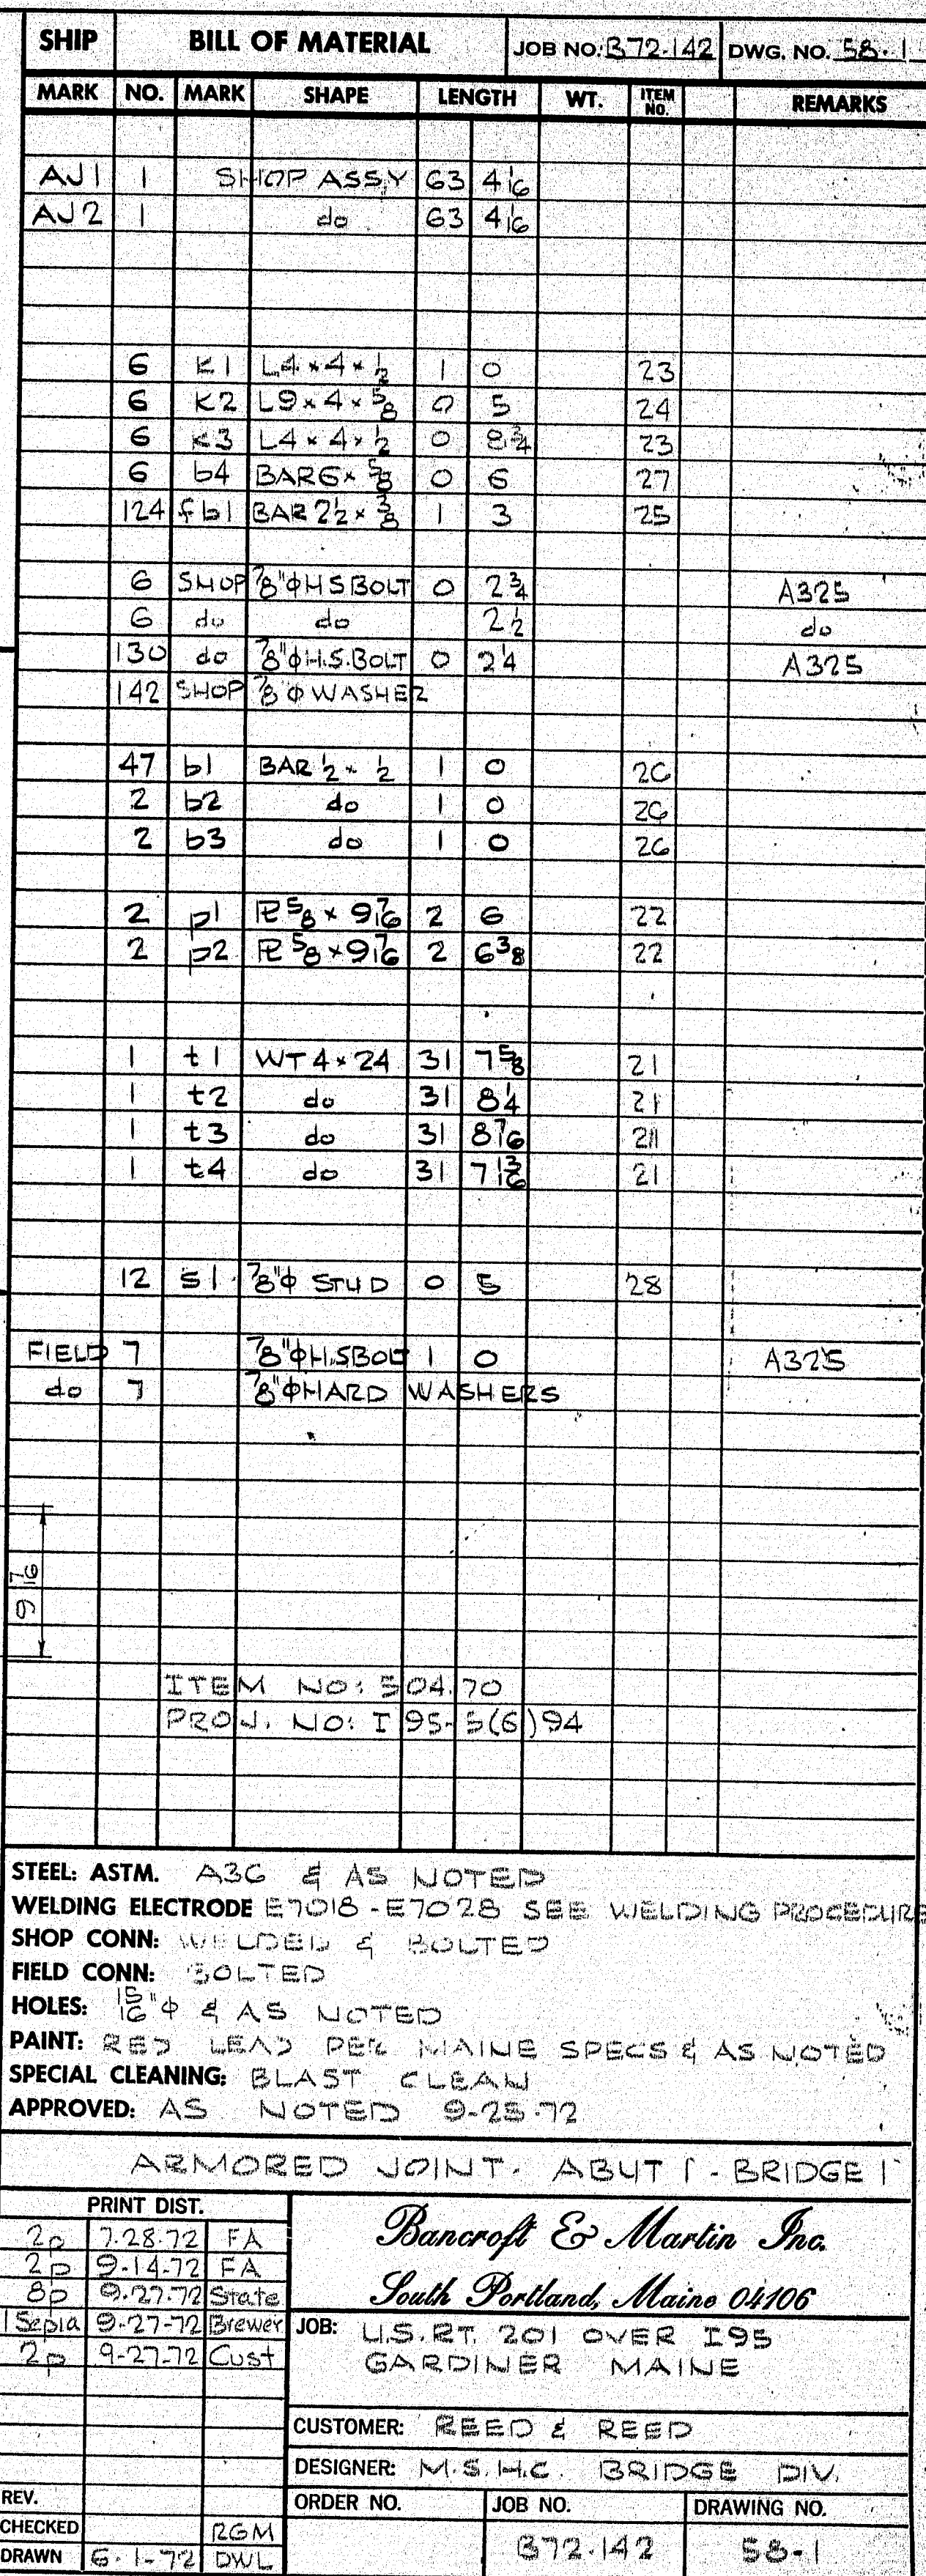 SHIP BILL OF MATERIAL JOB NO. B72-142 DWG. NO. 58-1
MARK NO. MARK SHAPE LENGTH WT. ITEM NO. REMARKS
AJ1 1 SHOP ASS'Y 63 4 1/16
AJ2 1 do 63 4 1/16
6 K1 L4 x 4 x 1/2 1 0 23
6 K2 L9 x 4 x 5/8 0 5 24
6 K3 L4 x 4 x 1/2 0 8 3/4 23
6 b4 BAR 6 x 5/8 0 6 27
124 fb1 BAR 2 1/2 x 3/8 1 3 25
6 SHOP 7/8"φ H S BOLT 0 2 3/4 A325
6 do do 2 1/2 do
130 do 7/8"φ H.S. BOLT 0 2 1/4 A325
142 SHOP 7/8"φ WASHER
47 b1 BAR 1/2 x 1/2 1 0 26
2 b2 do 1 0 26
2 b3 do 1 0 26
2 p1 PL 5/8 x 9 7/16 2 6 22
2 p2 PL 5/8 x 9 7/16 2 6 3/8 22
1 t1 WT 4 x 24 31 7 5/8 21
1 t2 do 31 8 1/4 21
1 t3 do 31 8 7/16 21
1 t4 do 31 7 13/16 21
12 s1 7/8"φ STUD 0 5 28
FIELD 7 7/8"φ H.S BOLT 1 0 A325
do 7 7/8"φ HARD WASHERS
9 7/16
ITEM NO: 504.70
PROJ. NO: I 95-5(6)94
STEEL: ASTM. A36 & AS NOTED
WELDING ELECTRODE E7018 - E7028 SEE WELDING PROCEDURE
SHOP CONN: WELDED & BOLTED
FIELD CONN: BOLTED
HOLES: 15/16"φ & AS NOTED
PAINT: RED LEAD PER MAINE SPECS & AS NOTED
SPECIAL CLEANING: BLAST CLEAN
APPROVED: AS NOTED 9-25-72
ARMORED JOINT - ABUT 1 - BRIDGE 1
PRINT DIST.
2p 7.28.72 FA
2p 9-14-72 FA
8p 9-27-72 State
1 Sepia 9-27-72 Brewer
2p 9-27-72 Cust
Bancroft & Martin Inc.
South Portland, Maine 04106
JOB: U.S. RT. 201 OVER I95
GARDINER MAINE
CUSTOMER: REED & REED
DESIGNER: M.S.H.C. BRIDGE DIV.
REV.
CHECKED RGM
DRAWN 6-1-72 DWL
ORDER NO. JOB NO. DRAWING NO.
B72-142 58-1